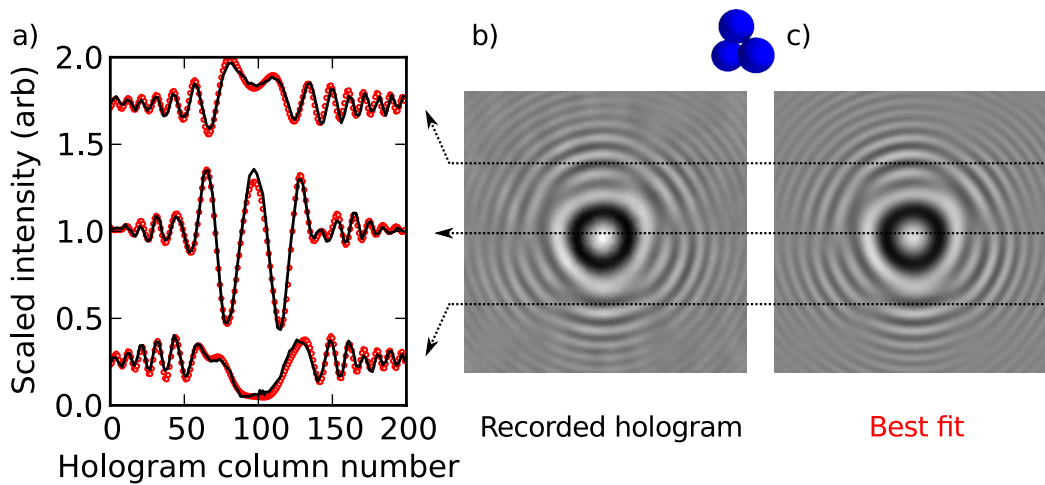 a)
b)
c)
Scaled intensity (arb)
2.0
1.5
1.0
0.5
0.0
0 50 100 150 200
Hologram column number
Recorded hologram
Best fit